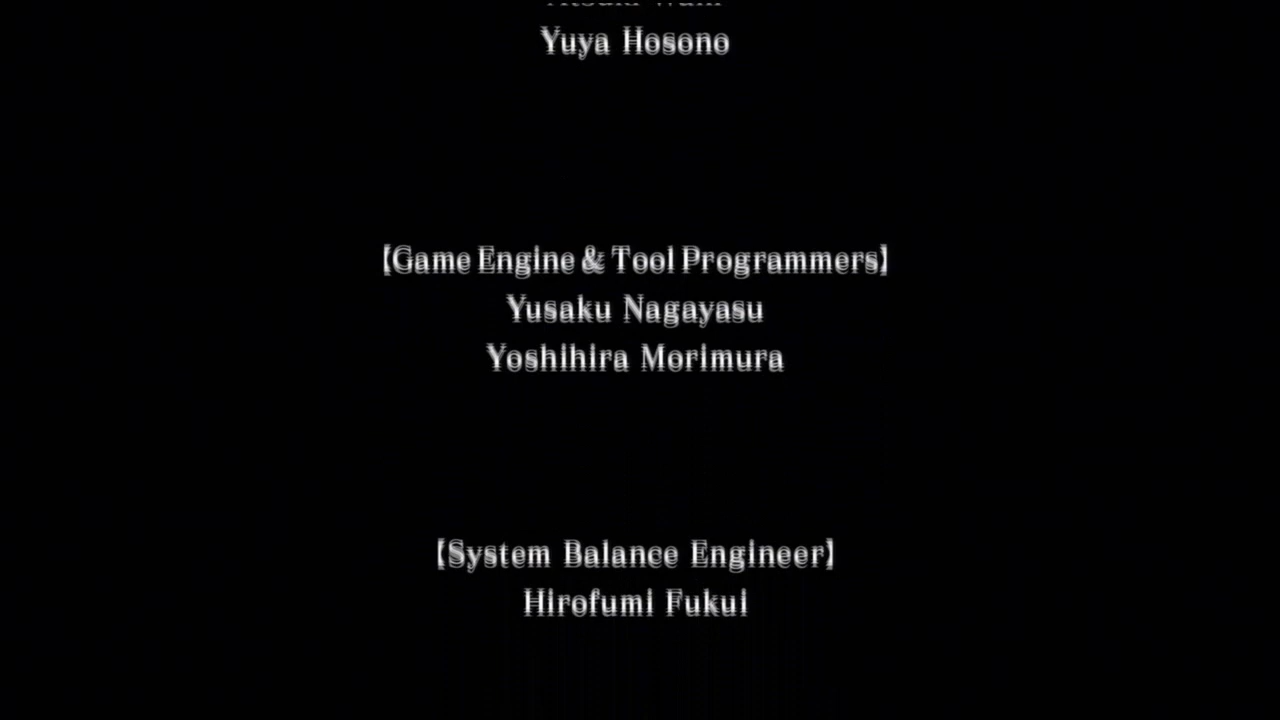 Yuya Hosono
【Game Engine & Tool Programmers】
Yusaku Nagayasu
Yoshihira Morimura
【System Balance Engineer】
Hirofumi Fukui